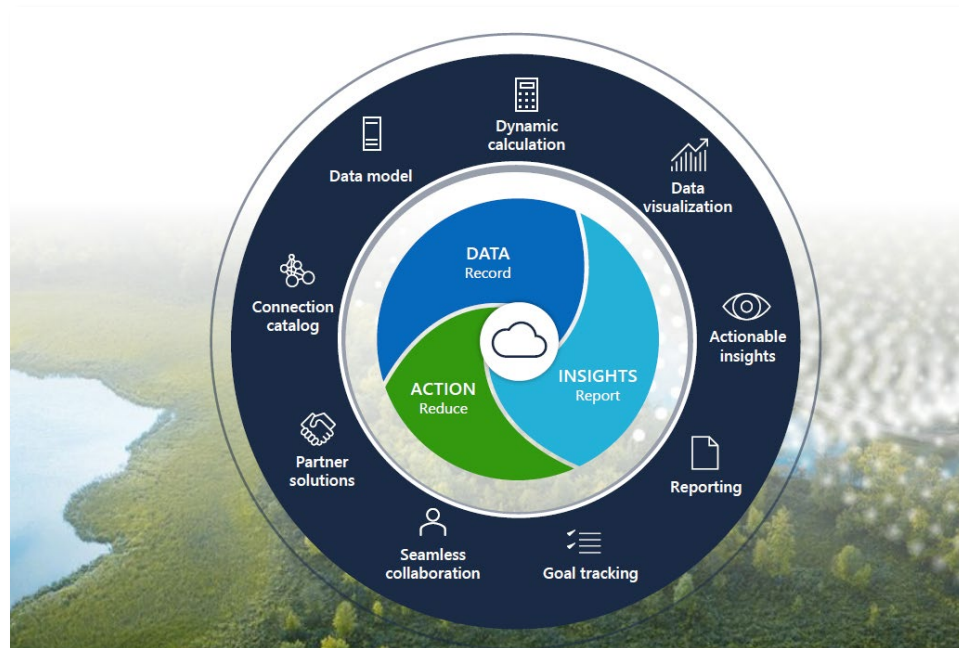 Dynamic
calculation
Data model
Data
visualization
DATA
Record
Connection
catalog
Actionable
insights
INSIGHTS
Report
ACTION
Reduce
Partner
solutions
Reporting
Seamless
collaboration
Goal tracking